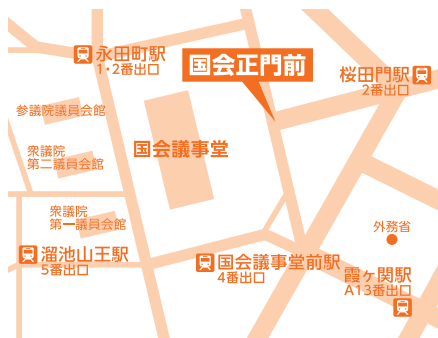 永田町駅
1・2番出口
国会正門前
桜田門駅
2番出口
参議院議員会館
国会議事堂
衆議院
第二議員会館
衆議院
第一議員会館
外務省
溜池山王駅
5番出口
国会議事堂前駅
4番出口
霞ヶ関駅
A13番出口